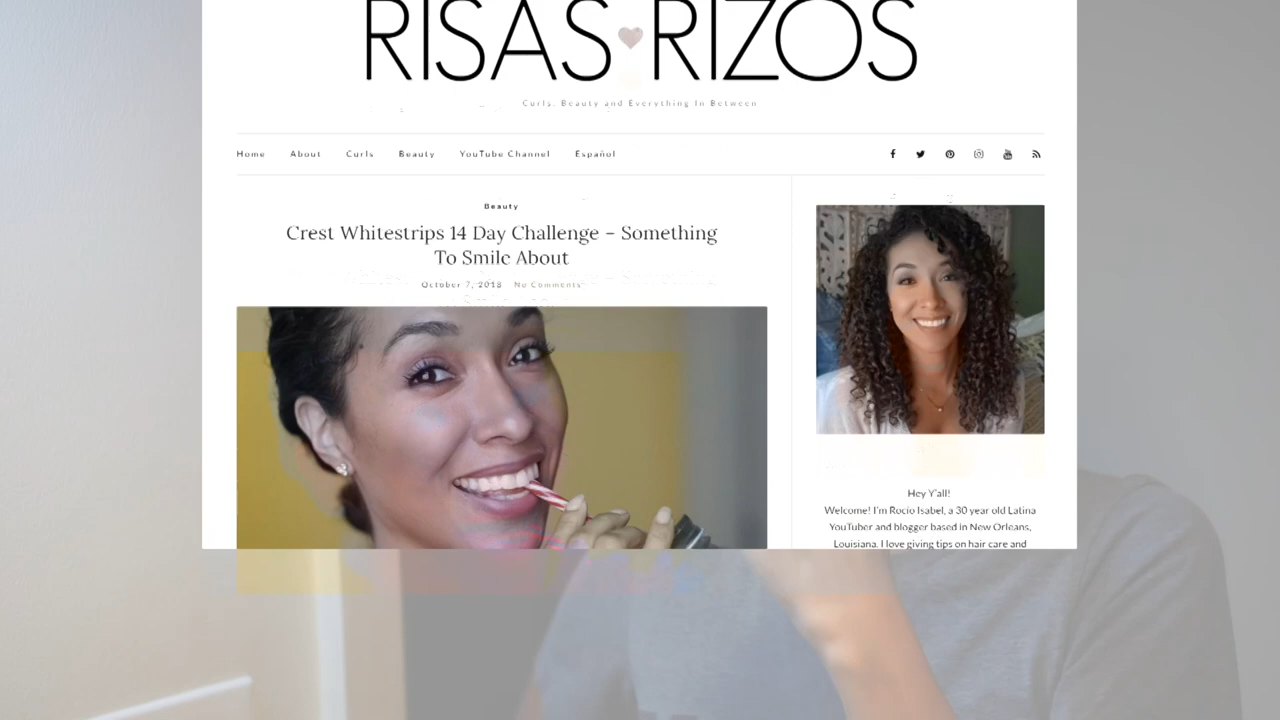 RISAS RIZOS
Curls, Beauty and Everything In Between
Home About Curls Beauty YouTube Channel Español
Beauty
Crest Whitestrips 14 Day Challenge – Something
To Smile About
October 7, 2018 No Comments
Hey Y'all!
Welcome! I'm Rocio Isabel, a 30 year old Latina
YouTuber and blogger based in New Orleans,
Louisiana. I love giving tips on hair care and